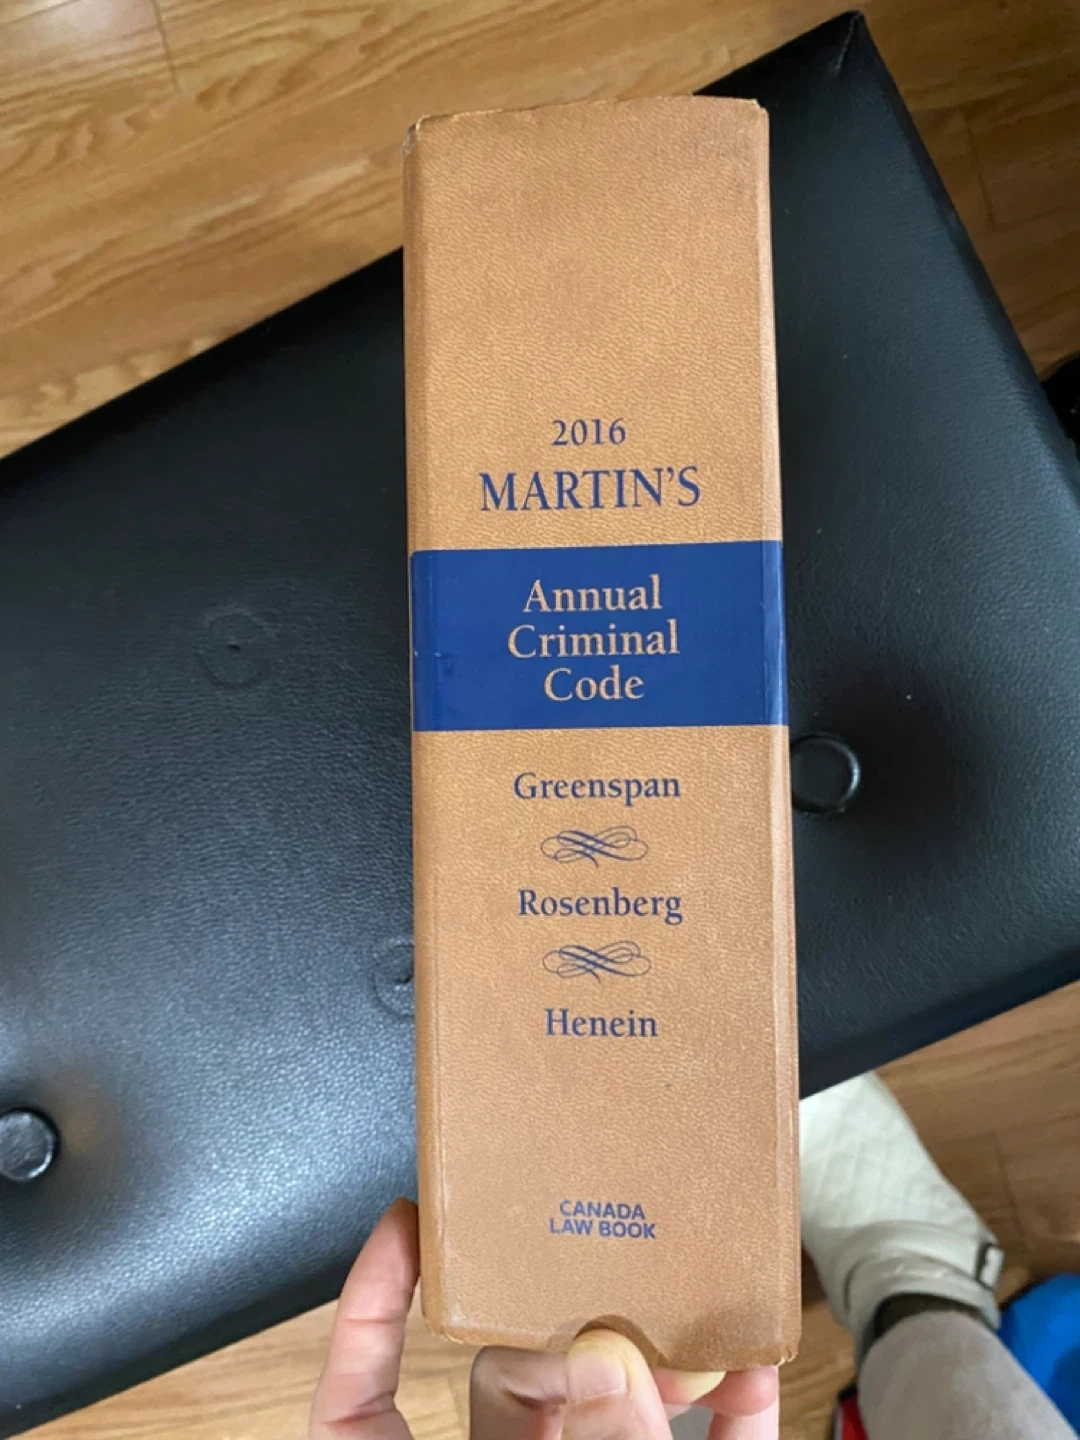 2016
MARTIN'S
Annual
Criminal
Code
Greenspan
Rosenberg
Henein
CANADA
LAW BOOK